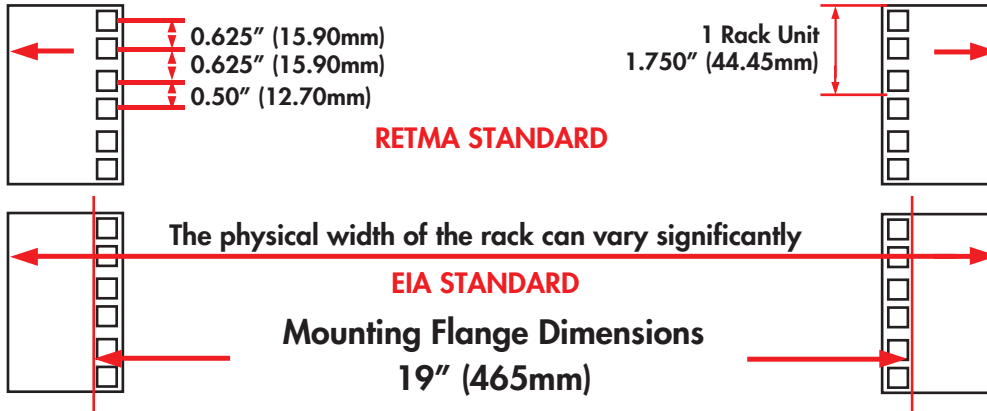 0.625” (15.90mm)
0.625” (15.90mm)
0.50” (12.70mm)
1 Rack Unit
1.750” (44.45mm)
RETMA STANDARD
The physical width of the rack can vary significantly
EIA STANDARD
Mounting Flange Dimensions
19” (465mm)